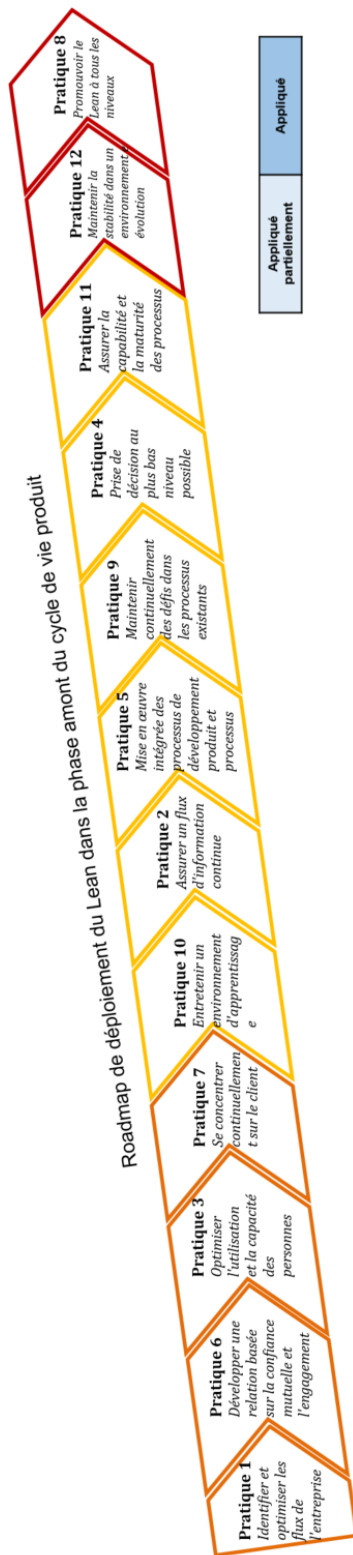 Roadmap de déploiement du Lean dans la phase amont du cycle de vie produit
Pratique 1
Identifier et
optimiser les
flux de
l'entreprise
Pratique 6
Développer une
relation basée
sur la confiance
mutuelle et
l'engagement
Pratique 3
Optimiser
l'utilisation
et la capacité
des
personnes
Pratique 7
Se concentrer
continuellemen
t sur le client
Pratique 10
Entretenir un
environnement
d'apprentissag
e
Pratique 2
Assurer un flux
d'information
continue
Pratique 5
Mise en œuvre
intégrée des
processus de
développement
produit et
processus
Pratique 9
Maintenir
continuellement
des défis dans
les processus
existants
Pratique 4
Prise de
décision au
plus bas
niveau
possible
Pratique 11
Assurer la
capabilité et
la maturité
des processus
Pratique 12
Maintenir la
stabilité dans un
environnement
évolution
Pratique 8
Promouvoir le
Lean à tous les
niveaux
Appliqué
partiellement
Appliqué